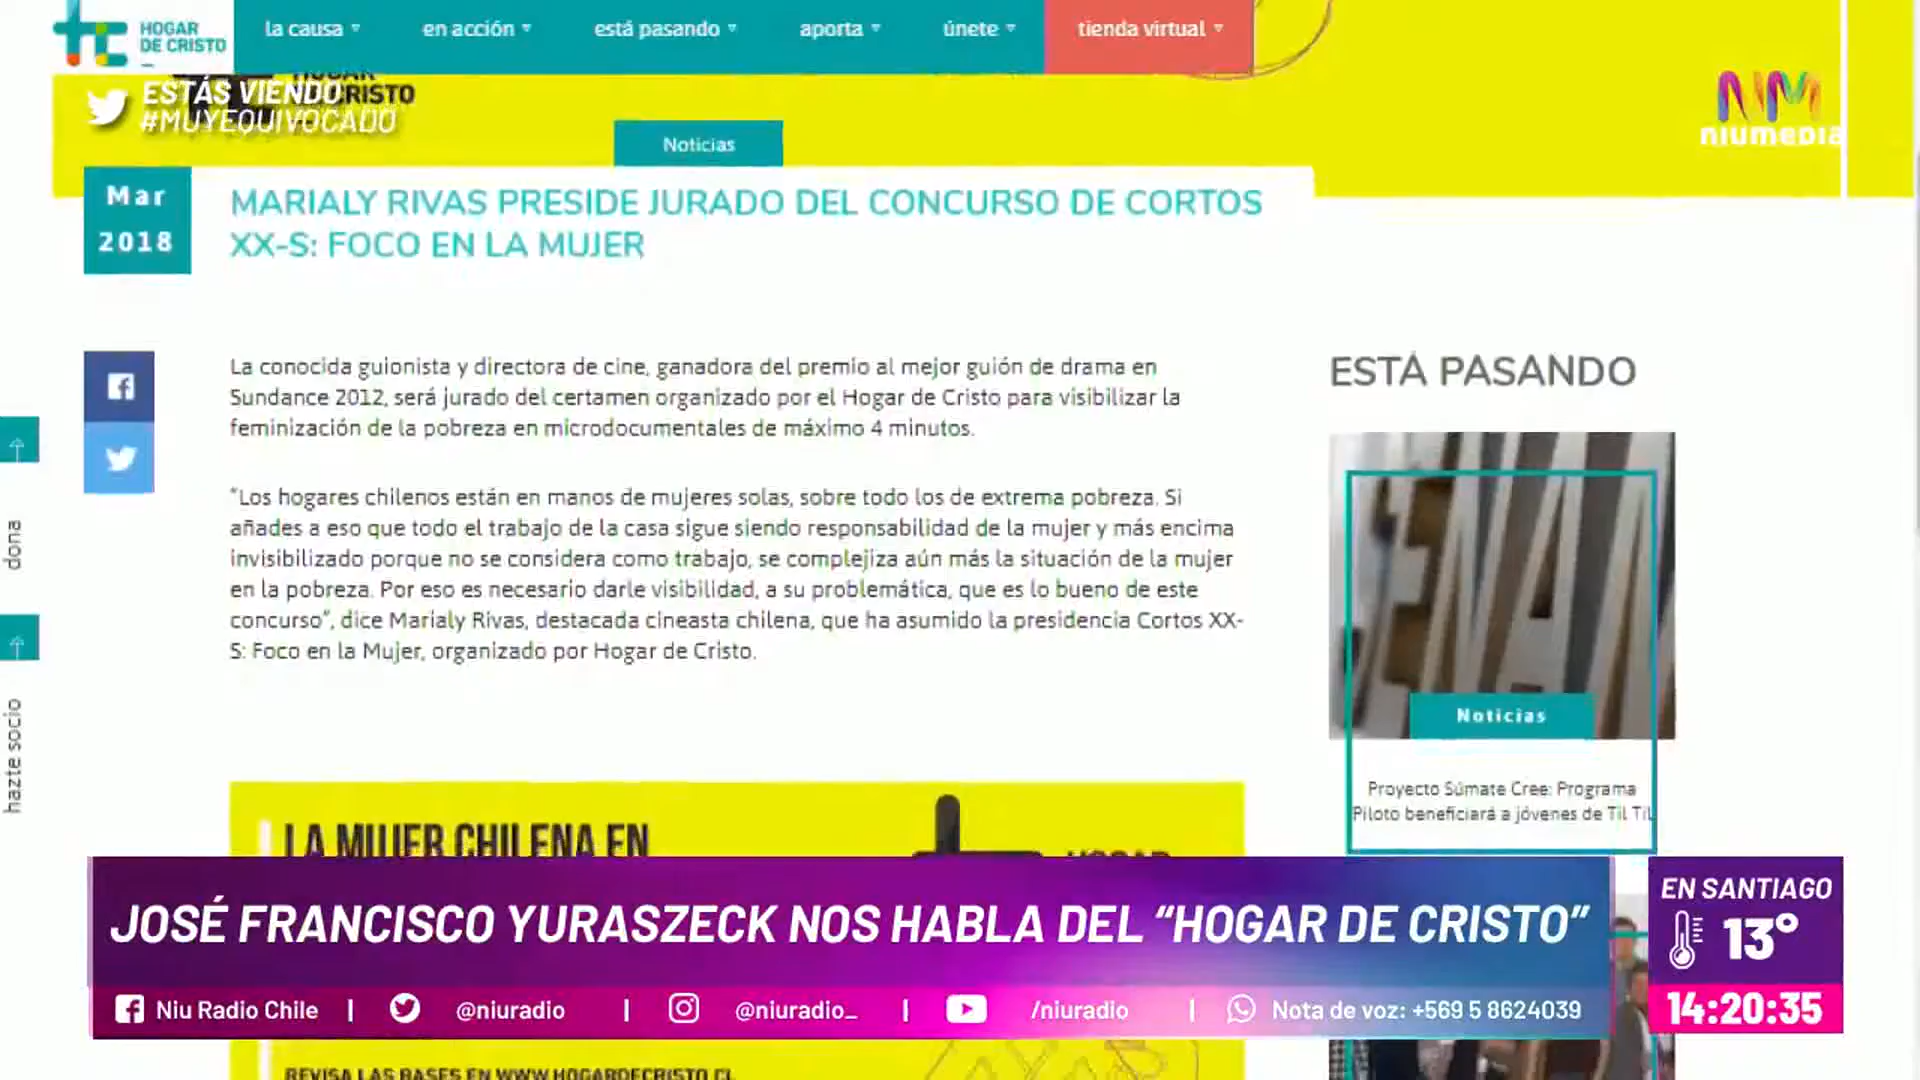 HOGAR
DE CRISTO
la causa
en acción
está pasando
aporta
únete
tienda virtual
ESTÁS VIENDO
#MUYEQUIVOCADO
CRISTO
niumedia
Noticias
Mar
2018
MARIALY RIVAS PRESIDE JURADO DEL CONCURSO DE CORTOS
XX-S: FOCO EN LA MUJER
La conocida guionista y directora de cine, ganadora del premio al mejor guión de drama en
Sundance 2012, será jurado del certamen organizado por el Hogar de Cristo para visibilizar la
feminización de la pobreza en microdocumentales de máximo 4 minutos.
"Los hogares chilenos están en manos de mujeres solas, sobre todo los de extrema pobreza. Si
añades a eso que todo el trabajo de la casa sigue siendo responsabilidad de la mujer y más encima
invisibilizado porque no se considera como trabajo, se complejiza aún más la situación de la mujer
en la pobreza. Por eso es necesario darle visibilidad, a su problemática, que es lo bueno de este
concurso", dice Marialy Rivas, destacada cineasta chilena, que ha asumido la presidencia Cortos XX-
S: Foco en la Mujer, organizado por Hogar de Cristo.
dona
hazte socio
ESTÁ PASANDO
Noticias
Proyecto Súmate Cree: Programa
Piloto beneficiará a jóvenes de Til Til
LA MUJER CHILENA EN
HOGAR
JOSÉ FRANCISCO YURASZECK NOS HABLA DEL “HOGAR DE CRISTO”
EN SANTIAGO
13°
Niu Radio Chile | @niuradio | @niuradio_ | /niuradio | Nota de voz: +569 5 8624039
14:20:35
REVISA LAS BASES EN WWW.HOGARDECRISTO.CL